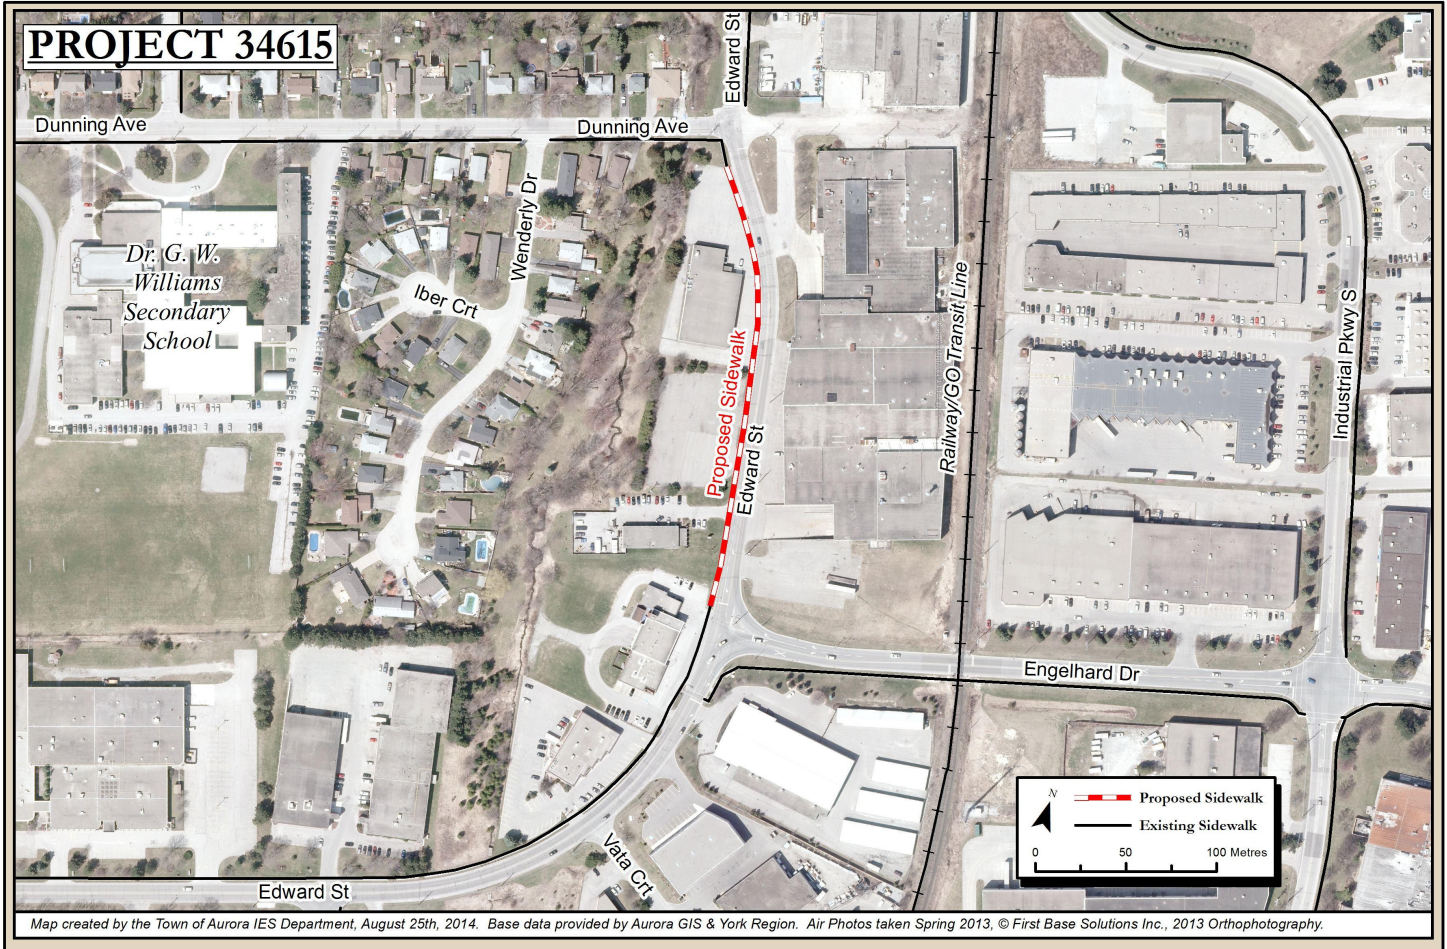 PROJECT 34615
Edward St
Dunning Ave
Dunning Ave
Wenderly Dr
Dr. G. W.
Williams
Secondary
School
Iber Crt
Proposed Sidewalk
Edward St
Railway/GO Transit Line
Industrial Pkwy S
Engelhard Dr
Vata Crt
Edward St
N
Proposed Sidewalk
Existing Sidewalk
0 50 100 Metres
Map created by the Town of Aurora IES Department, August 25th, 2014. Base data provided by Aurora GIS & York Region. Air Photos taken Spring 2013, © First Base Solutions Inc., 2013 Orthophotography.